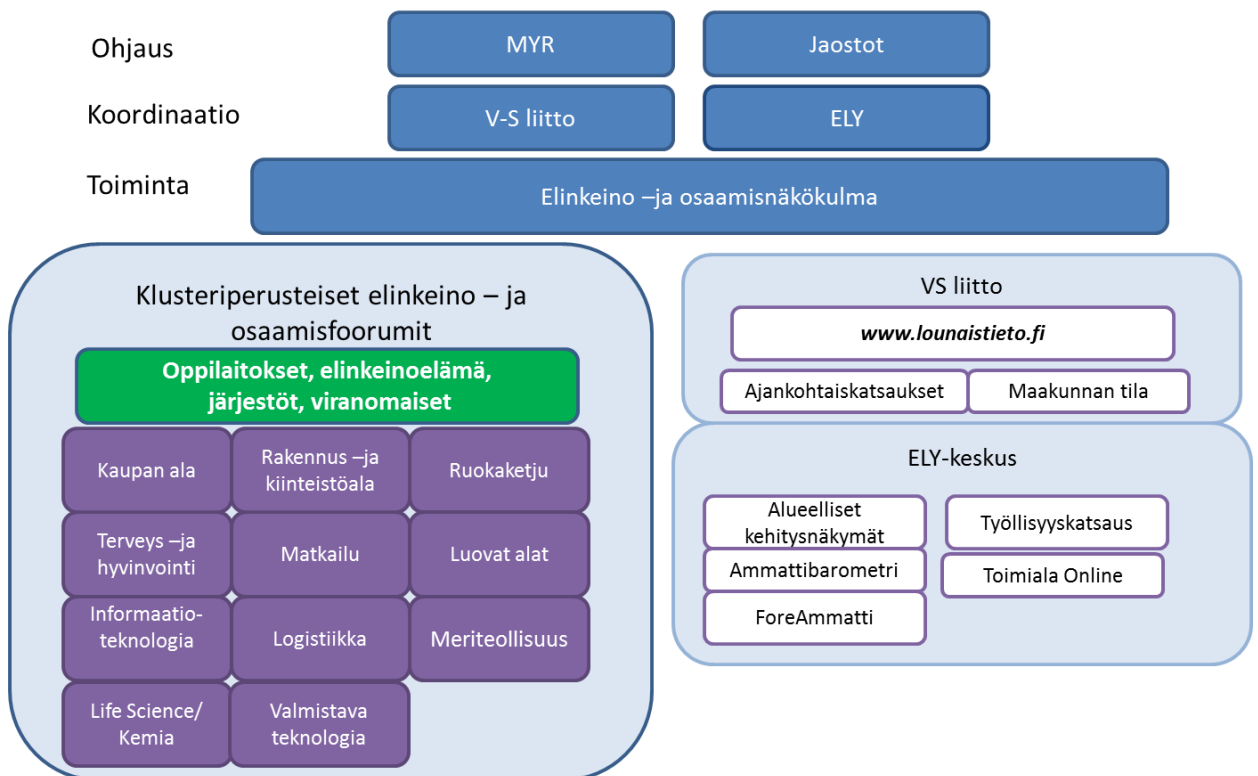 Ohjaus
MYR
Jaostot
Koordinaatio
V-S liitto
ELY
Toiminta
Elinkeino –ja osaamisnäkökulma
Klusteriperusteiset elinkeino – ja
osaamisfoorumit
Oppilaitokset, elinkeinoelämä,
järjestöt, viranomaiset
Kaupan ala
Rakennus –ja
kiinteistöala
Ruokaketju
Terveys –ja
hyvinvointi
Matkailu
Luovat alat
Informaatio-
teknologia
Logistiikka
Meriteollisuus
Life Science/
Kemia
Valmistava
teknologia
VS liitto
www.lounaistieto.fi
Ajankohtaiskatsaukset
Maakunnan tila
ELY-keskus
Alueelliset
kehitysnäkymät
Työllisyyskatsaus
Ammattibarometri
Toimiala Online
ForeAmmatti